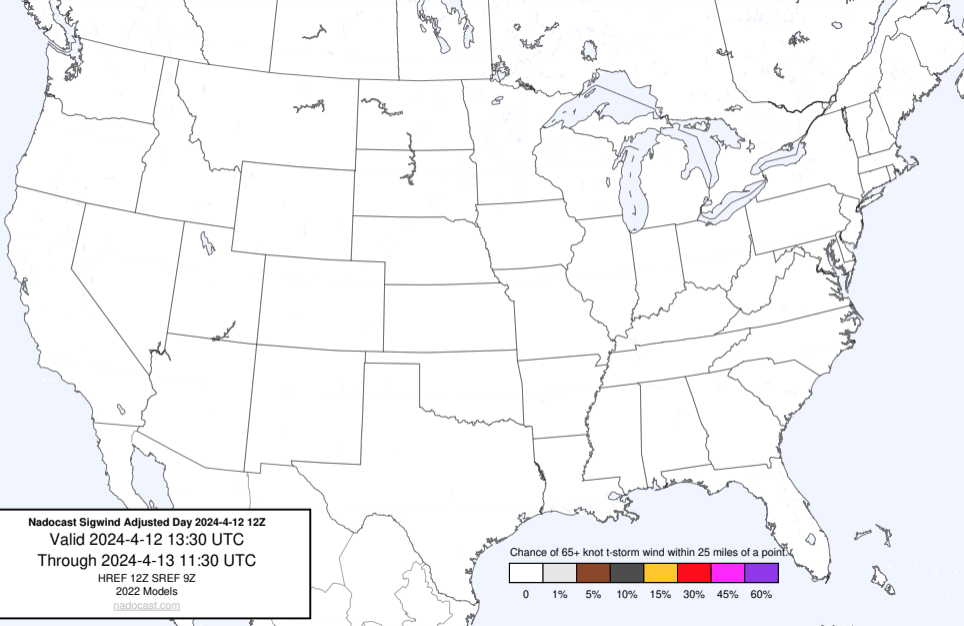 Nadocast Sigwind Adjusted Day 2024-4-12 12Z
Valid 2024-4-12 13:30 UTC
Through 2024-4-13 11:30 UTC
HREF 12Z SREF 9Z
2022 Models
nadocast.com
Chance of 65+ knot t-storm wind within 25 miles of a point.
0 1% 5% 10% 15% 30% 45% 60%